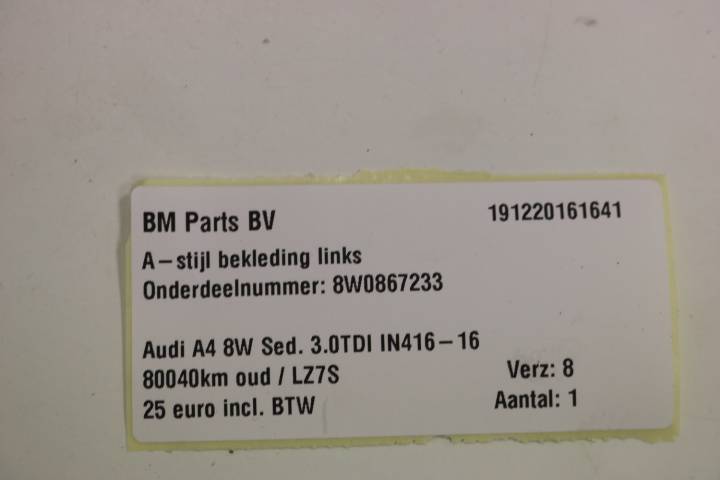 BM Parts BV 191220161641
A-stijl bekleding links
Onderdeelnummer: 8W0867233
Audi A4 8W Sed. 3.0TDI IN416-16
80040km oud / LZ7S Verz: 8
25 euro incl. BTW Aantal: 1